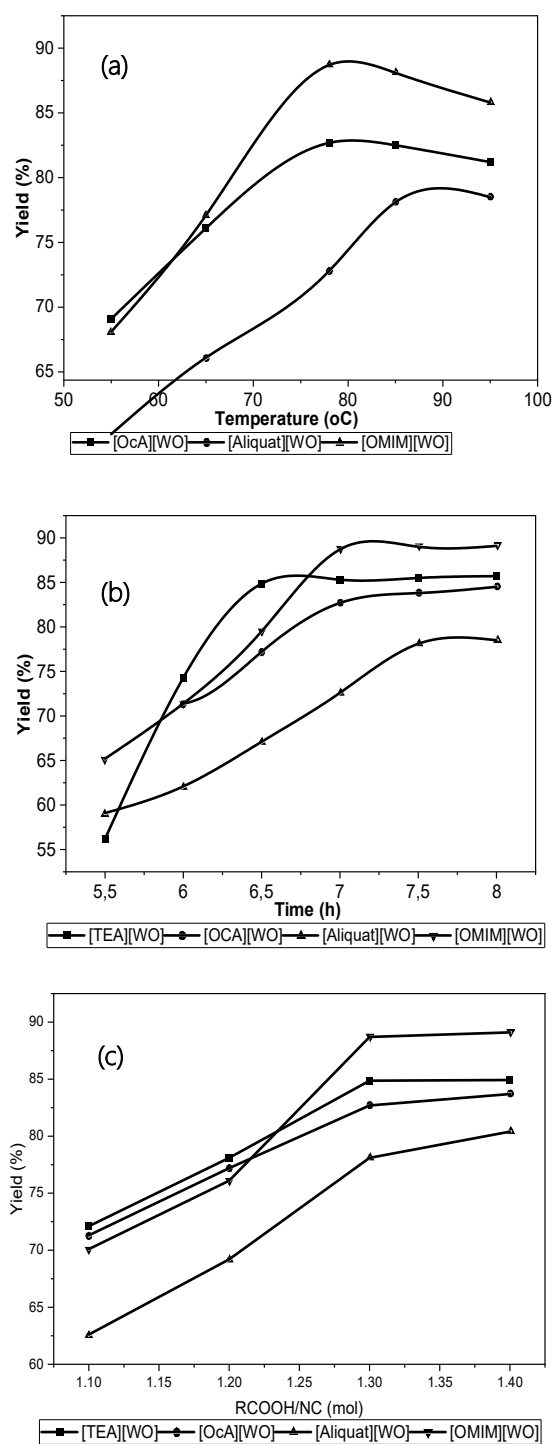 (a)
Yield (%)
90
85
80
75
70
65
50 60 70 80 90 100
Temperature (oC)
[OcA][WO] [Aliquat][WO] [OMIM][WO]
(b)
Yield (%)
90
85
80
75
70
65
60
55
5,5 6 6,5 7 7,5 8
Time (h)
[TEA][WO] [OCA][WO] [Aliquat][WO] [OMIM][WO]
(c)
Yield (%)
90
85
80
75
70
65
60
1.10 1.15 1.20 1.25 1.30 1.35 1.40
RCOOH/NC (mol)
[TEA][WO] [OcA][WO] [Aliquat][WO] [OMIM][WO]